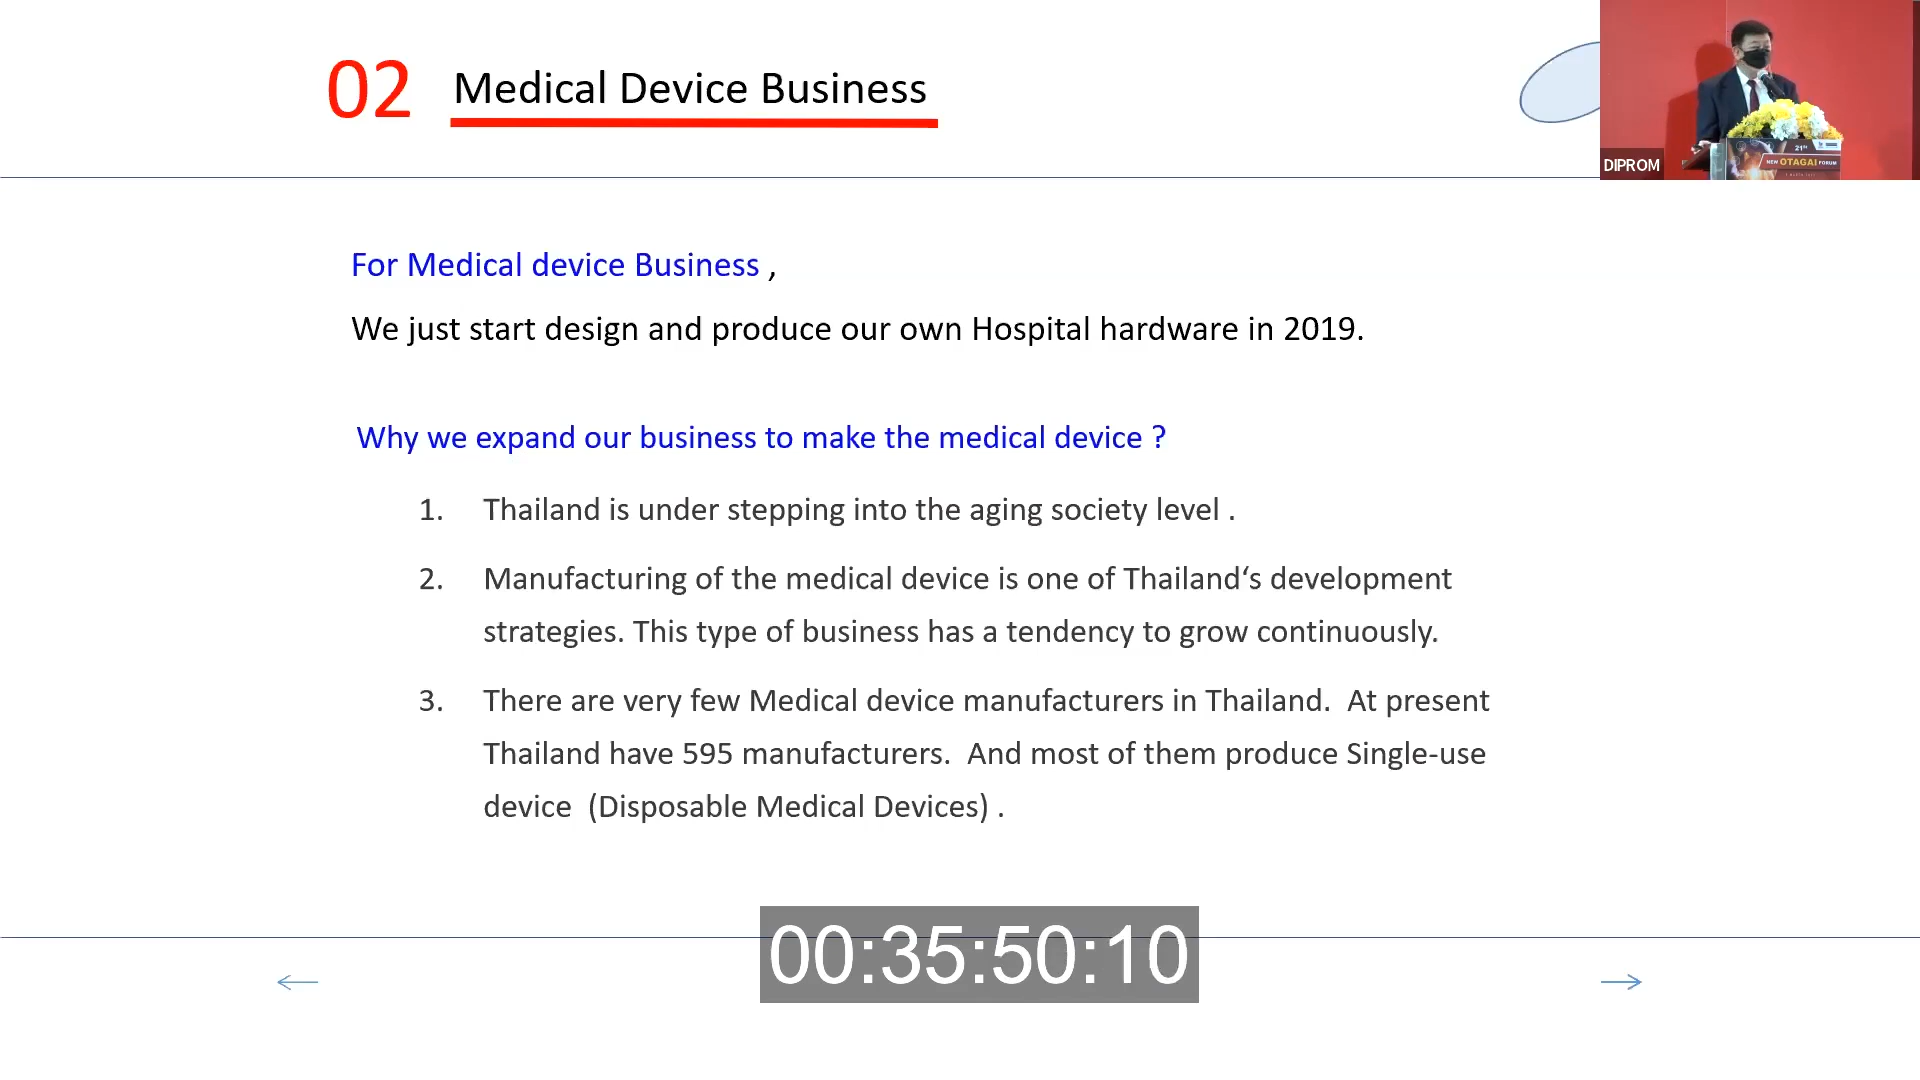 02 Medical Device Business
DIPROM
21st
NEW OTAGAI FORUM
For Medical device Business ,
We just start design and produce our own Hospital hardware in 2019.
Why we expand our business to make the medical device ?
1. Thailand is under stepping into the aging society level .
2. Manufacturing of the medical device is one of Thailand‘s development
strategies. This type of business has a tendency to grow continuously.
3. There are very few Medical device manufacturers in Thailand.  At present
Thailand have 595 manufacturers.  And most of them produce Single-use
device  (Disposable Medical Devices) .
00:35:50:10